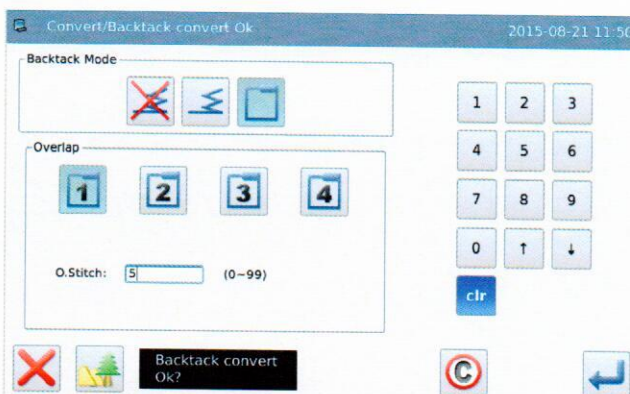 Convert/Backtack convert Ok
2015-08-21 11:50
Backtack Mode
1 2 3
4 5 6
7 8 9
0 ↑ ↓
clr
Overlap
1 2 3 4
O.Stitch: 5 (0~99)
Backtack convert
Ok?
C